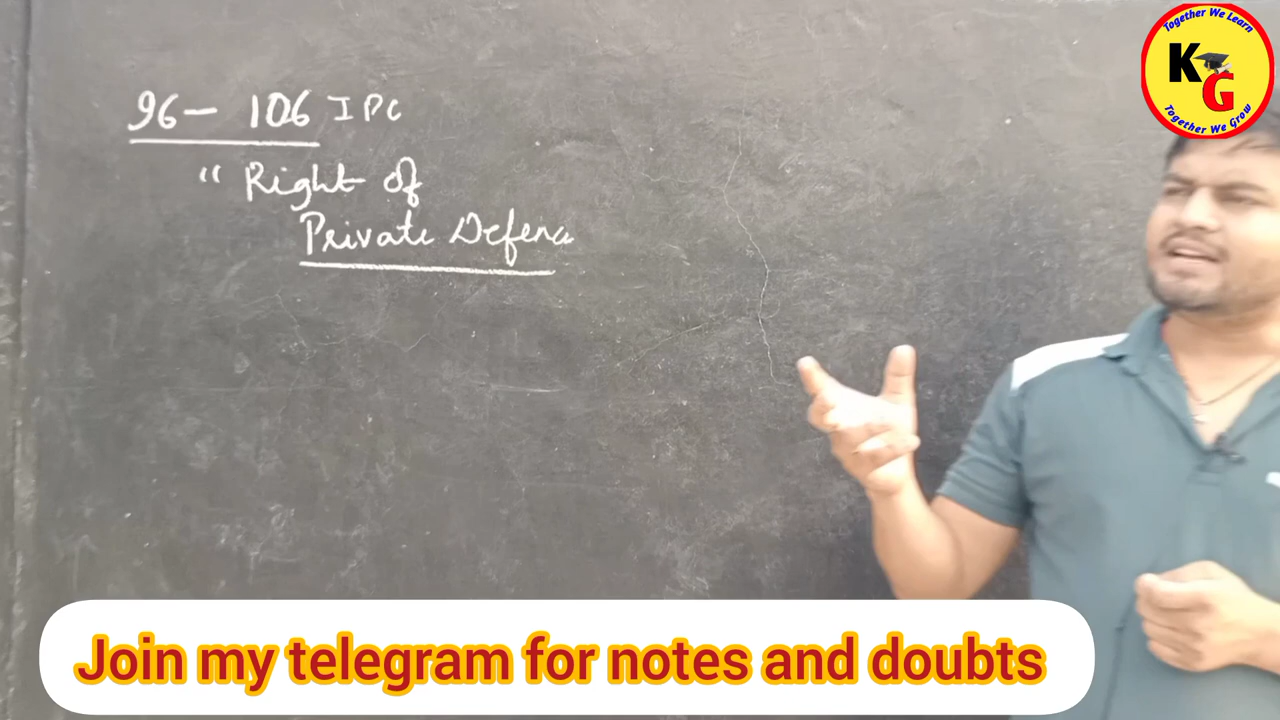 Together We Learn
KG
Together We Grow
96 - 106 IPC
" Right of
Private Defenc
Join my telegram for notes and doubts